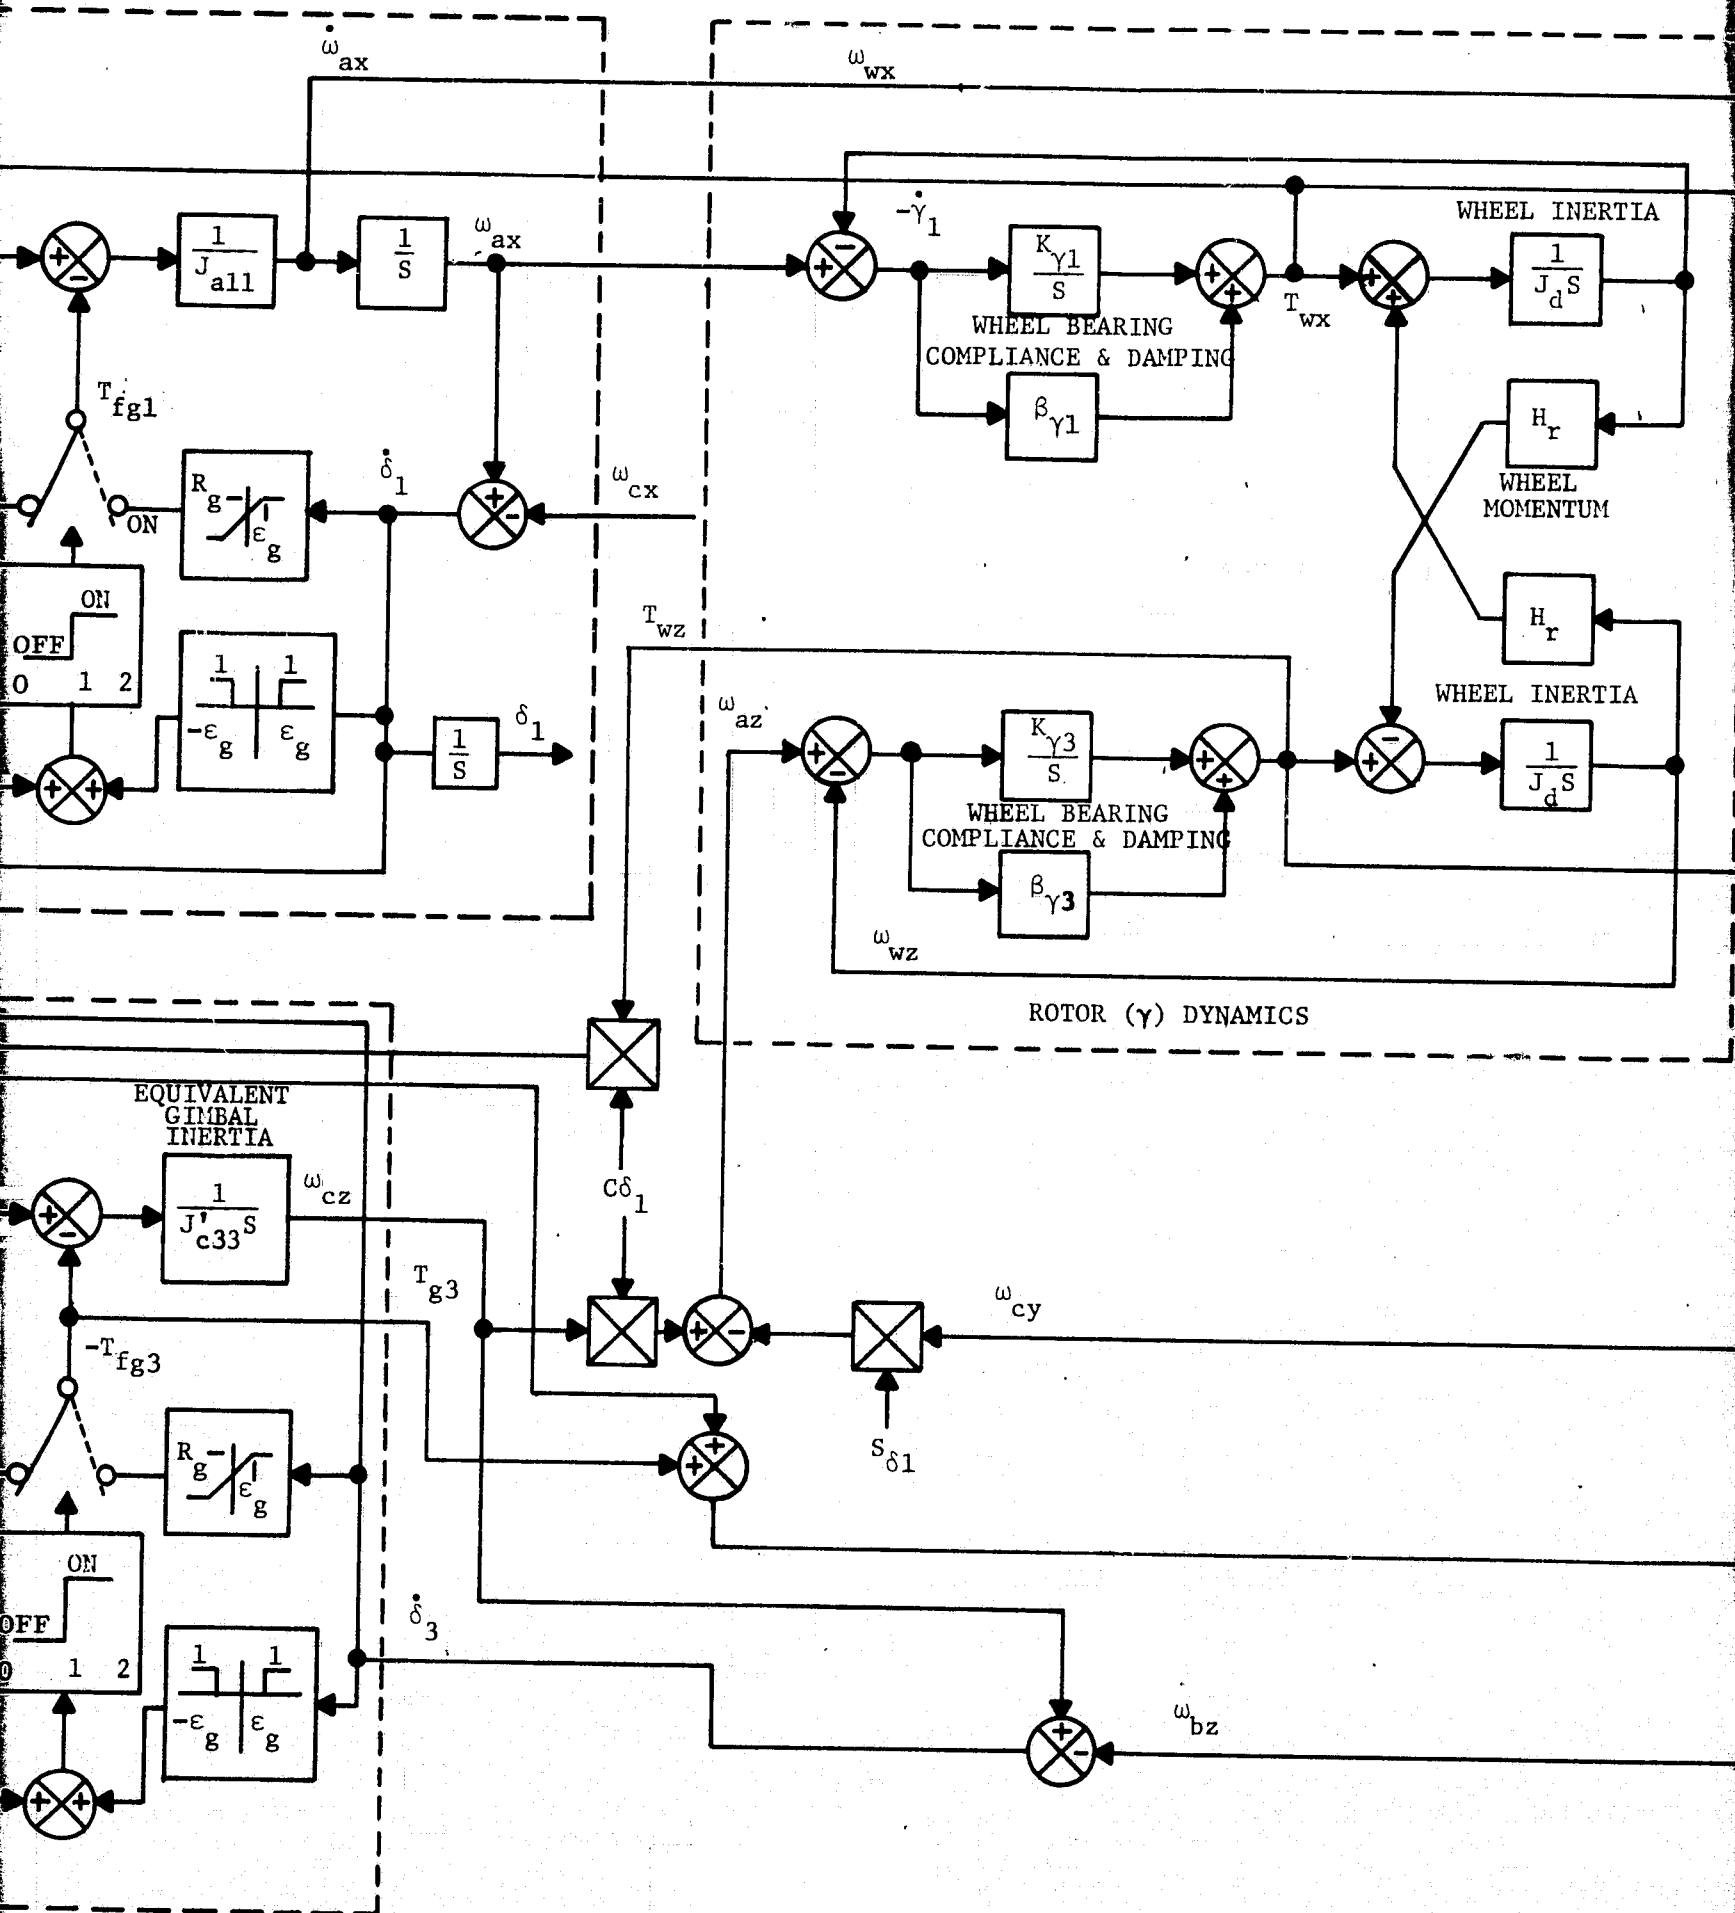 ω̇ax
ωwx
-γ̇1
WHEEL INERTIA
+ -
1/Jall
1/S
ωax
+ -
Kγ1/S
+ +
Twx
+ +
1/JdS
WHEEL BEARING
COMPLIANCE & DAMPING
βγ1
Tfg1
Hr
WHEEL
MOMENTUM
Rg εg
δ̇1
+ -
ωcx
ON
ON
OFF
0 1 2
1 1
-εg εg
1/S
δ1
+ +
Twz
Hr
WHEEL INERTIA
ωaz
+ -
Kγ3/S
+ +
- +
1/JdS
WHEEL BEARING
COMPLIANCE & DAMPING
βγ3
ωwz
ROTOR (γ) DYNAMICS
EQUIVALENT
GIMBAL
INERTIA
+ -
1/J'c33S
ωcz
Cδ1
Tg3
+ -
ωcy
-Tfg3
Sδ1
+ +
Rg εg
ON
OFF
0 1 2
1 1
-εg εg
δ̇3
+ -
ωbz
+ +